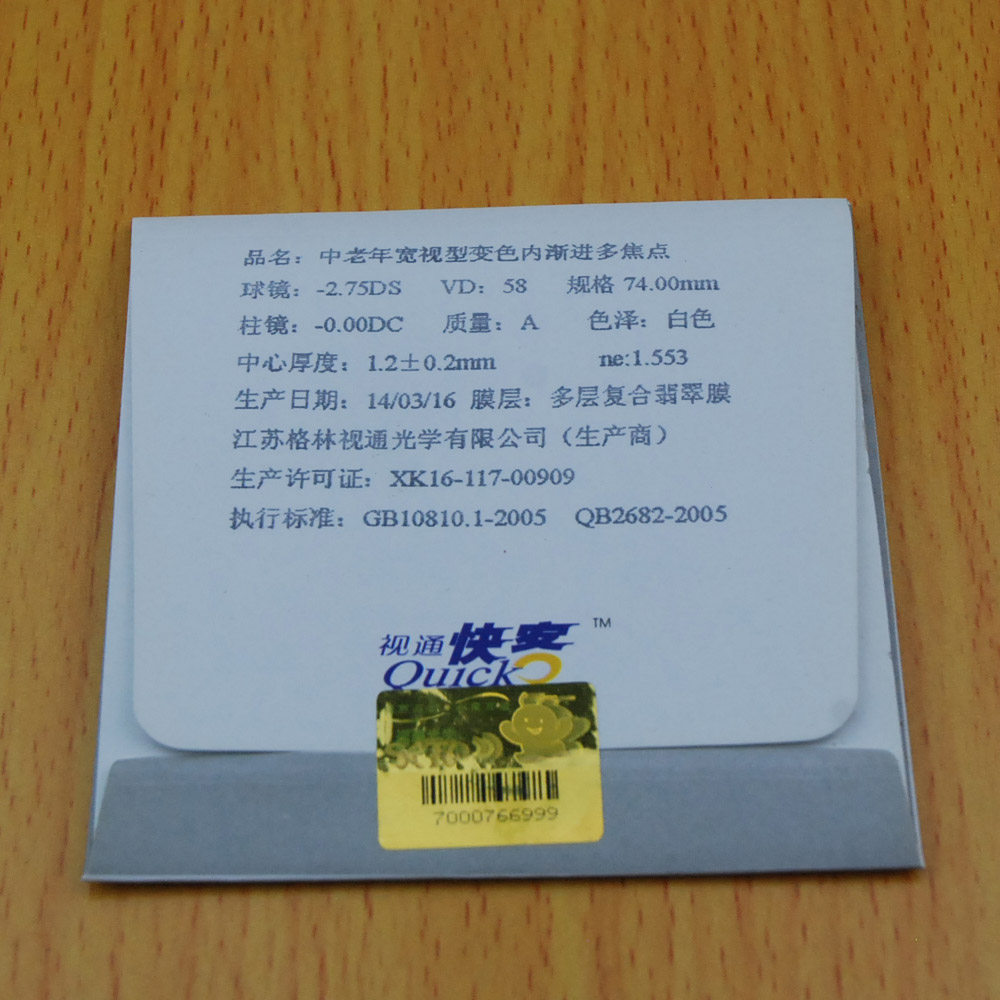 品名：中老年宽视型变色内渐进多焦点
球镜：-2.75DS VD：58 规格 74.00mm
柱镜：-0.00DC 质量：A 色泽：白色
中心厚度：1.2±0.2mm ne:1.553
生产日期：14/03/16 膜层：多层复合翡翠膜
江苏格林视通光学有限公司（生产商）
生产许可证：XK16-117-00909
执行标准：GB10810.1-2005 QB2682-2005
视通快客 TM
Quick
7000766999